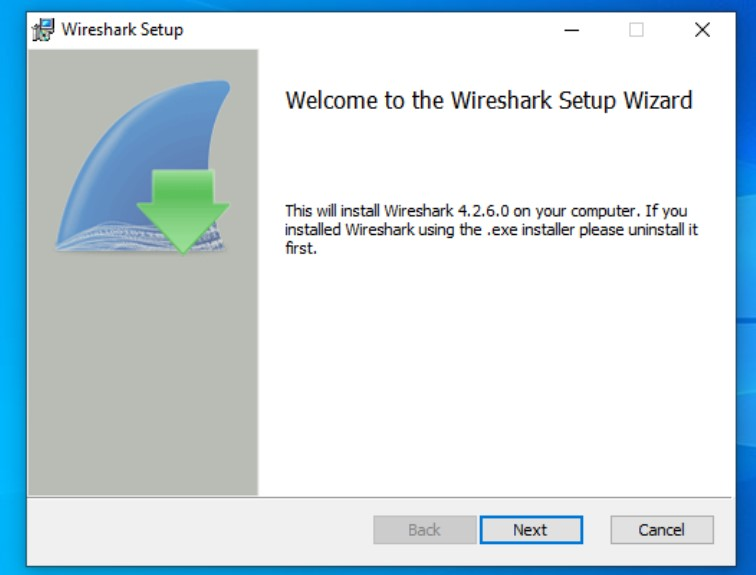 Wireshark Setup
Welcome to the Wireshark Setup Wizard
This will install Wireshark 4.2.6.0 on your computer. If you
installed Wireshark using the .exe installer please uninstall it
first.
Back
Next
Cancel